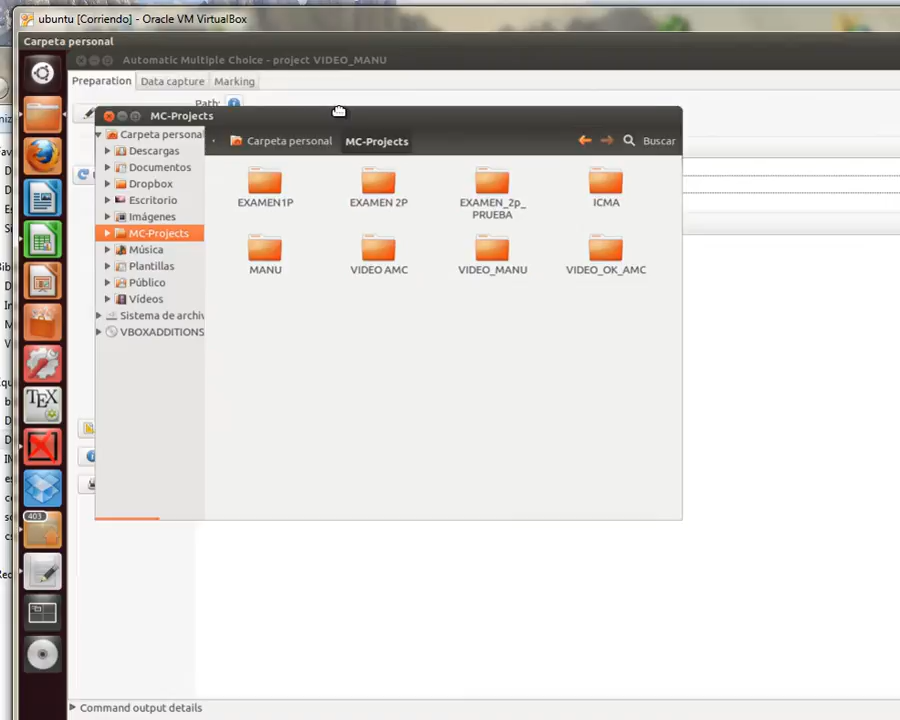 ubuntu [Corriendo] - Oracle VM VirtualBox
Carpeta personal
Automatic Multiple Choice - project VIDEO_MANU
Preparation
Data capture
Marking
Path:
MC-Projects
Carpeta personal
Descargas
Documentos
Dropbox
Escritorio
Imágenes
MC-Projects
Música
Plantillas
Público
Vídeos
Sistema de archiv
VBOXADDITIONS
Carpeta personal
MC-Projects
Buscar
EXAMEN1P
EXAMEN 2P
EXAMEN_2p_
PRUEBA
ICMA
MANU
VIDEO AMC
VIDEO_MANU
VIDEO_OK_AMC
TEX
403
Command output details